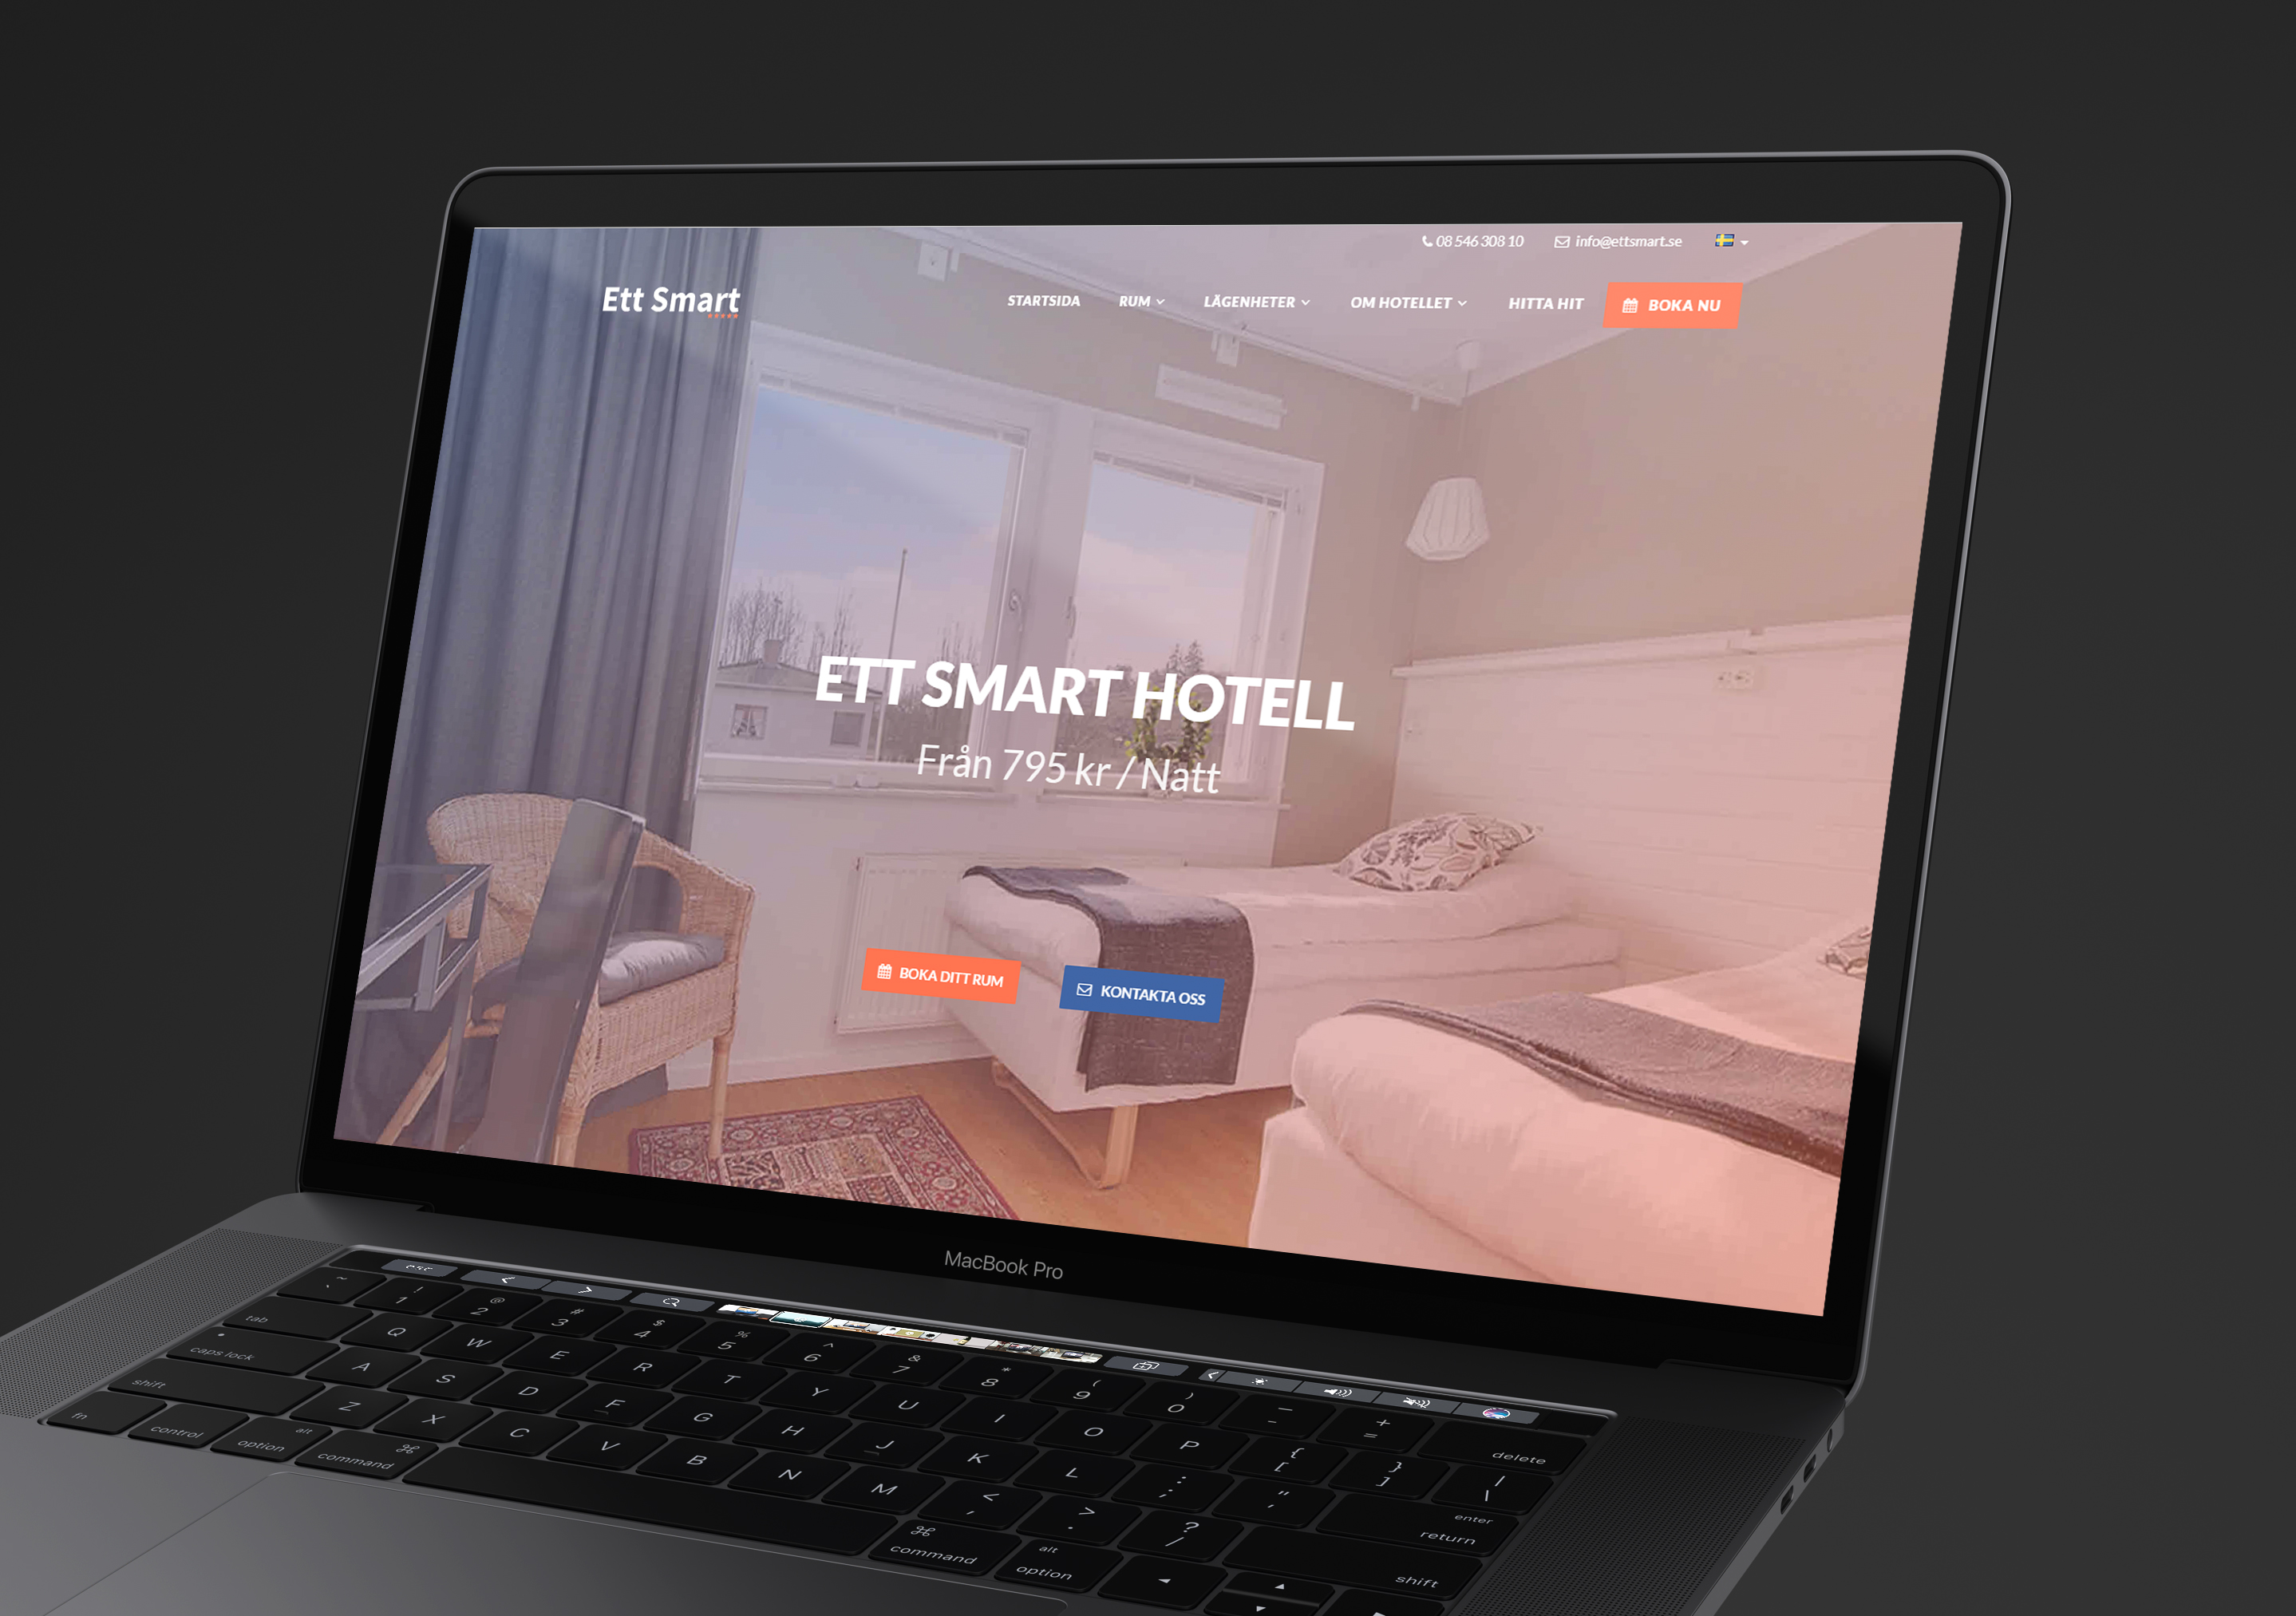 08 546 308 10 info@ettsmart.se
Ett Smart STARTSIDA RUM LÄGENHETER OM HOTELLET HITTA HIT BOKA NU
ETT SMART HOTELL
Från 795 kr / Natt
BOKA DITT RUM KONTAKTA OSS
MacBook Pro
esc
~ ! @ # $ % ^ & * ( ) _ +
` 1 2 3 4 5 6 7 8 9 0 - = delete
tab Q W E R T Y U I O P { [ } ] | \
caps lock A S D F G H J K L : ; " ' enter return
shift Z X C V B N M < , > . ? / shift
fn control alt option ⌘ command ⌘ command alt option